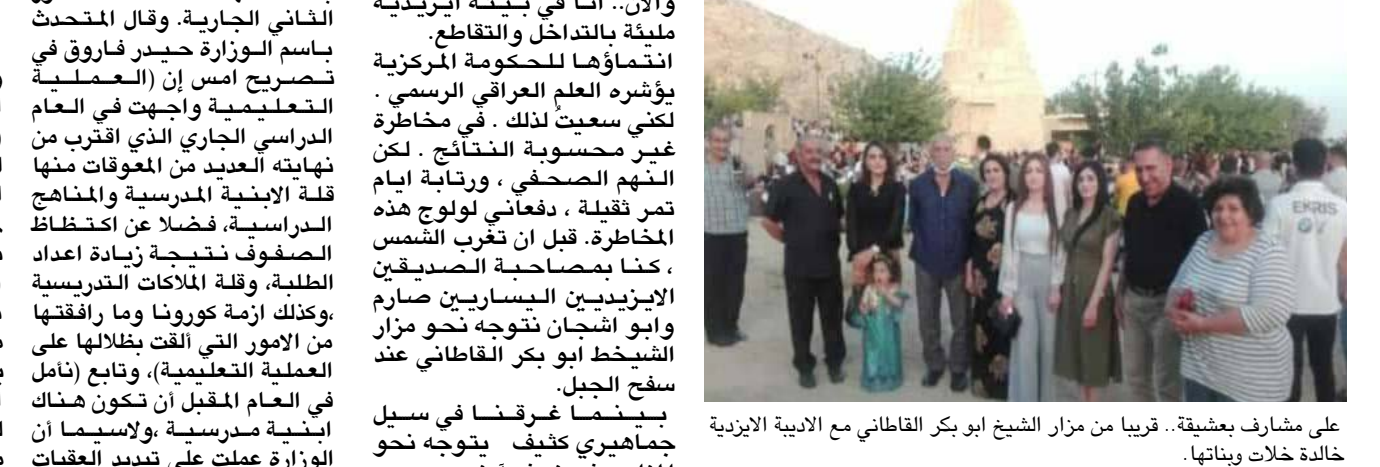 على مشارف بعشيقة.. قريبا من مزار الشيخ ابو بكر القاطاني مع الاديبة الايزدية
خالدة خلات وبناتها.
EKRIS
والآن.. انا في بيئة ايزيدية
مليئة بالتداخل والتقاطع.
انتماؤها للحكومة المركزية
يؤشره العلم العراقي الرسمي .
لكني سعيتُ لذلك . في مخاطرة
غير محسوبة النتائج . لكن
النهم الصحفي ، ورتابة ايام
تمر ثقيلة ، دفعاني لولوج هذه
المخاطرة. قبل ان تغرب الشمس
، كنا بمصاحبة الصديقين
الايزيديين اليساريين صارم
وابو اشجان نتوجه نحو مزار
الشيخط ابو بكر القاطاني عند
سفح الجبل.
بينما غرقنا في سيل
جماهيري كثيف يتوجه نحو
الثاني الجارية. وقال المتحدث
باسم الوزارة حيدر فاروق في
تصريح امس إن (العملية
التعليمية واجهت في العام
الدراسي الجاري الذي اقترب من
نهايته العديد من المعوقات منها
قلة الابنية المدرسية والمناهج
الدراسية، فضلا عن اكتظاظ
الصفوف نتيجة زيادة اعداد
الطلبة، وقلة الملاكات التدريسية
،وكذلك ازمة كورونا وما رافقتها
من الامور التي ألقت بظلالها على
العملية التعليمية)، وتابع (نأمل
في العام المقبل أن تكون هناك
ابنية مدرسية ،ولاسيما أن
الوزارة عملت على تبديد العقبات